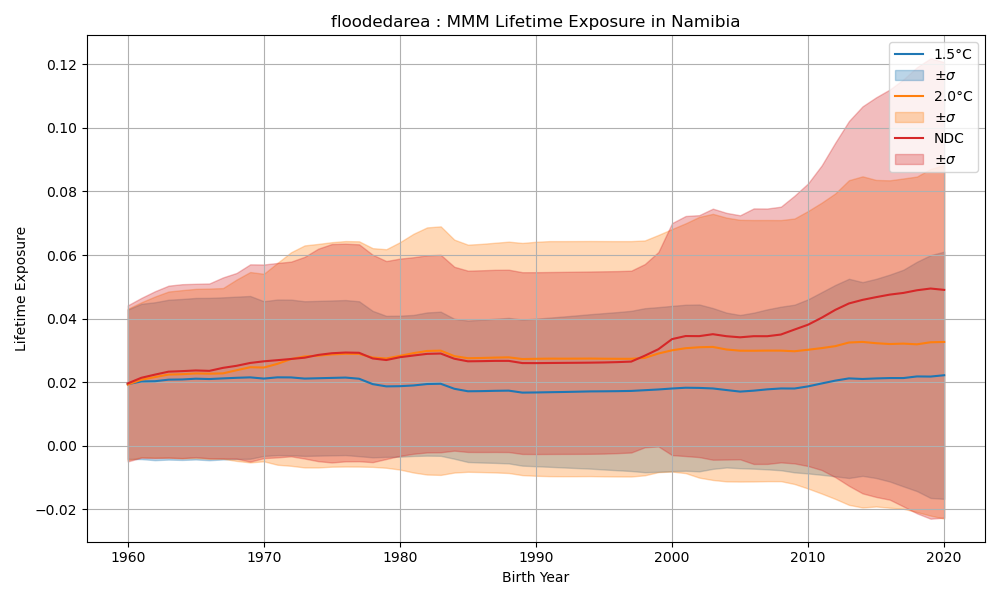 floodedarea : MMM Lifetime Exposure in Namibia
0.12
0.10
0.08
0.06
0.04
0.02
0.00
−0.02
Lifetime Exposure
1960
1970
1980
1990
2000
2010
2020
Birth Year
1.5°C
±σ
2.0°C
±σ
NDC
±σ